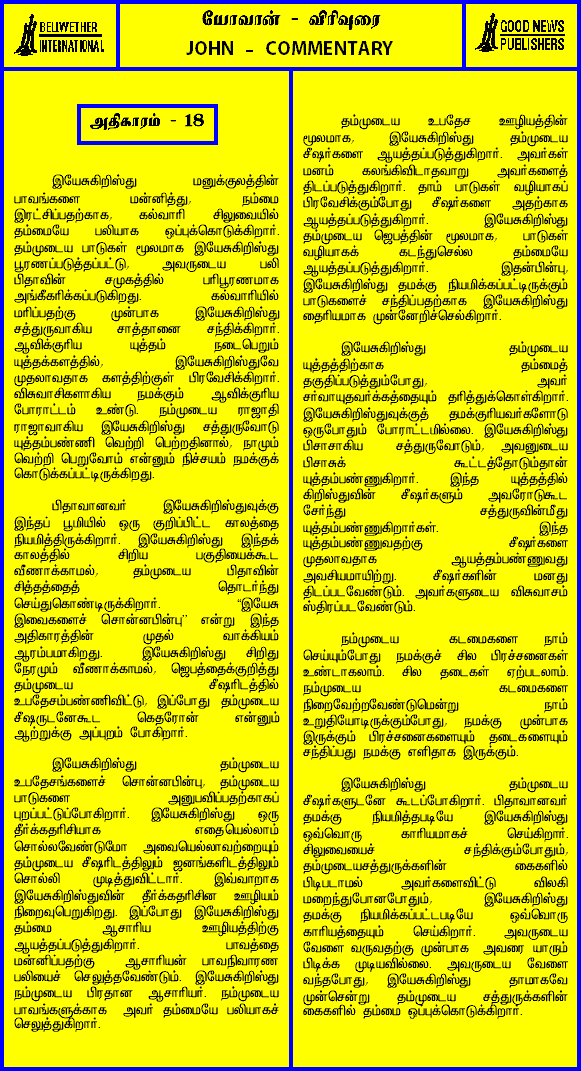 BELLWETHER
INTERNATIONAL
யோவான் - விரிவுரை
JOHN - COMMENTARY
GOOD NEWS
PUBLISHERS
அதிகாரம் - 18
இயேசுகிறிஸ்து மனுக்குலத்தின்
பாவங்களை மன்னித்து, நம்மை
இரட்சிப்பதற்காக, கல்வாரி சிலுவையில்
தம்மையே பலியாக ஒப்புக்கொடுக்கிறார்.
தம்முடைய பாடுகள் மூலமாக இயேசுகிறிஸ்து
பூரணப்படுத்தப்பட்டு, அவருடைய பலி
பிதாவின் சமுகத்தில் பரிபூரணமாக
அங்கீகரிக்கப்படுகிறது. கல்வாரியில்
மரிப்பதற்கு முன்பாக இயேசுகிறிஸ்து
சத்துருவாகிய சாத்தானை சந்திக்கிறார்.
ஆவிக்குரிய யுத்தம் நடைபெறும்
யுத்தக்களத்தில், இயேசுகிறிஸ்துவே
முதலாவதாக களத்திற்குள் பிரவேசிக்கிறார்.
விசுவாசிகளாகிய நமக்கும் ஆவிக்குரிய
போராட்டம் உண்டு. நம்முடைய ராஜாதி
ராஜாவாகிய இயேசுகிறிஸ்து சத்துருவோடு
யுத்தம்பண்ணி வெற்றி பெற்றதினால், நாமும்
வெற்றி பெறுவோம் என்னும் நிச்சயம் நமக்குக்
கொடுக்கப்பட்டிருக்கிறது.
பிதாவானவர் இயேசுகிறிஸ்துவுக்கு
இந்தப் பூமியில் ஒரு குறிப்பிட்ட காலத்தை
நியமித்திருக்கிறார். இயேசுகிறிஸ்து இந்தக்
காலத்தில் சிறிய பகுதியைக்கூட
வீணாக்காமல், தம்முடைய பிதாவின்
சித்தத்தைத் தொடர்ந்து
செய்துகொண்டிருக்கிறார். “இயேசு
இவைகளைச் சொன்னபின்பு” என்று இந்த
அதிகாரத்தின் முதல் வாக்கியம்
ஆரம்பமாகிறது. இயேசுகிறிஸ்து சிறிது
நேரமும் வீணாக்காமல், ஜெபத்தைக்குறித்து
தம்முடைய சீஷரிடத்தில்
உபதேசம்பண்ணிவிட்டு, இப்போது தம்முடைய
சீஷருடனேகூட கெதரோன் என்னும்
ஆற்றுக்கு அப்புறம் போகிறார்.
இயேசுகிறிஸ்து தம்முடைய
உபதேசங்களைச் சொன்னபின்பு, தம்முடைய
பாடுகளை அனுபவிப்பதற்காகப்
புறப்பட்டுப்போகிறார். இயேசுகிறிஸ்து ஒரு
தீர்க்கதரிசியாக எதையெல்லாம்
சொல்லவேண்டுமோ அவையெல்லாவற்றையும்
தம்முடைய சீஷரிடத்திலும் ஜனங்களிடத்திலும்
சொல்லி முடித்துவிட்டார். இவ்வாறாக
இயேசுகிறிஸ்துவின் தீர்க்கதரிசின ஊழியம்
நிறைவுபெறுகிறது. இப்போது இயேசுகிறிஸ்து
தம்மை ஆசாரிய ஊழியத்திற்கு
ஆயத்தப்படுத்துகிறார். பாவத்தை
மன்னிப்பதற்கு ஆசாரியன் பாவநிவாரண
பலியைச் செலுத்தவேண்டும். இயேசுகிறிஸ்து
நம்முடைய பிரதான ஆசாரியர். நம்முடைய
பாவங்களுக்காக அவர் தம்மையே பலியாகச்
செலுத்துகிறார்.
தம்முடைய உபதேச ஊழியத்தின்
மூலமாக, இயேசுகிறிஸ்து தம்முடைய
சீஷர்களை ஆயத்தப்படுத்துகிறார். அவர்கள்
மனம் கலங்கிவிடாதவாறு அவர்களைத்
திடப்படுத்துகிறார். தாம் பாடுகள் வழியாகப்
பிரவேசிக்கும்போது சீஷர்களை அதற்காக
ஆயத்தப்படுத்துகிறார். இயேசுகிறிஸ்து
தம்முடைய ஜெபத்தின் மூலமாக, பாடுகள்
வழியாகக் கடந்துசெல்ல தம்மையே
ஆயத்தப்படுத்துகிறார். இதன்பின்பு,
இயேசுகிறிஸ்து தமக்கு நியமிக்கப்பட்டிருக்கும்
பாடுகளைச் சந்திப்பதற்காக இயேசுகிறிஸ்து
தைரியமாக முன்னேறிச்செல்கிறார்.
இயேசுகிறிஸ்து தம்முடைய
யுத்தத்திற்காக தம்மைத்
தகுதிப்படுத்தும்போது, அவர்
சர்வாயுதவர்க்கத்தையும் தரித்துக்கொள்கிறார்.
இயேசுகிறிஸ்துவுக்குத் தமக்குரியவர்களோடு
ஒருபோதும் போராட்டமில்லை. இயேசுகிறிஸ்து
பிசாசாகிய சத்துருவோடும், அவனுடைய
பிசாசுக் கூட்டத்தோடும்தான்
யுத்தம்பண்ணுகிறார். இந்த யுத்தத்தில்
கிறிஸ்துவின் சீஷர்களும் அவரோடுகூட
சேர்ந்து சத்துருவின்மீது
யுத்தம்பண்ணுகிறார்கள். இந்த
யுத்தம்பண்ணுவதற்கு சீஷர்களை
முதலாவதாக ஆயத்தம்பண்ணுவது
அவசியமாயிற்று. சீஷர்களின் மனது
திடப்படவேண்டும். அவர்களுடைய விசுவாசம்
ஸ்திரப்படவேண்டும்.
நம்முடைய கடமைகளை நாம்
செய்யும்போது நமக்குச் சில பிரச்சனைகள்
உண்டாகலாம். சில தடைகள் ஏற்படலாம்.
நம்முடைய கடமைகளை
நிறைவேற்றவேண்டுமென்று நாம்
உறுதியோடிருக்கும்போது, நமக்கு முன்பாக
இருக்கும் பிரச்சனைகளையும் தடைகளையும்
சந்திப்பது நமக்கு எளிதாக இருக்கும்.
இயேசுகிறிஸ்து தம்முடைய
சீஷர்களுடனே கூடப்போகிறார். பிதாவானவர்
தமக்கு நியமித்தபடியே இயேசுகிறிஸ்து
ஒவ்வொரு காரியமாகச் செய்கிறார்.
சிலுவையைச் சந்திக்கும்போதும்,
தம்முடையசத்துருக்களின் கைகளில்
பிடிபடாமல் அவர்களைவிட்டு விலகி
மறைந்துபோனபோதும், இயேசுகிறிஸ்து
தமக்கு நியமிக்கப்பட்டபடியே ஒவ்வொரு
காரியத்தையும் செய்கிறார். அவருடைய
வேளை வருவதற்கு முன்பாக அவரை யாரும்
பிடிக்க முடியவில்லை. அவருடைய வேளை
வந்தபோது, இயேசுகிறிஸ்து தாமாகவே
முன்சென்று தம்முடைய சத்துருக்களின்
கைகளில் தம்மை ஒப்புக்கொடுக்கிறார்.